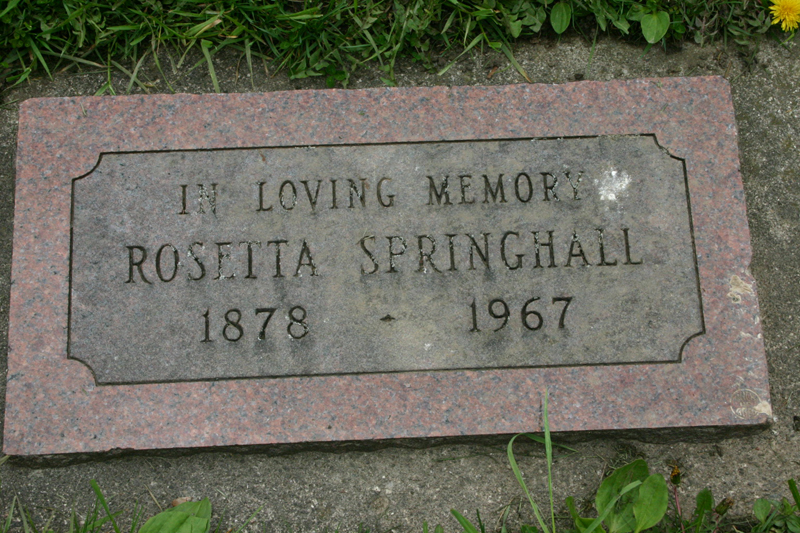 IN LOVING MEMORY
ROSETTA SPRINGHALL
1878 - 1967